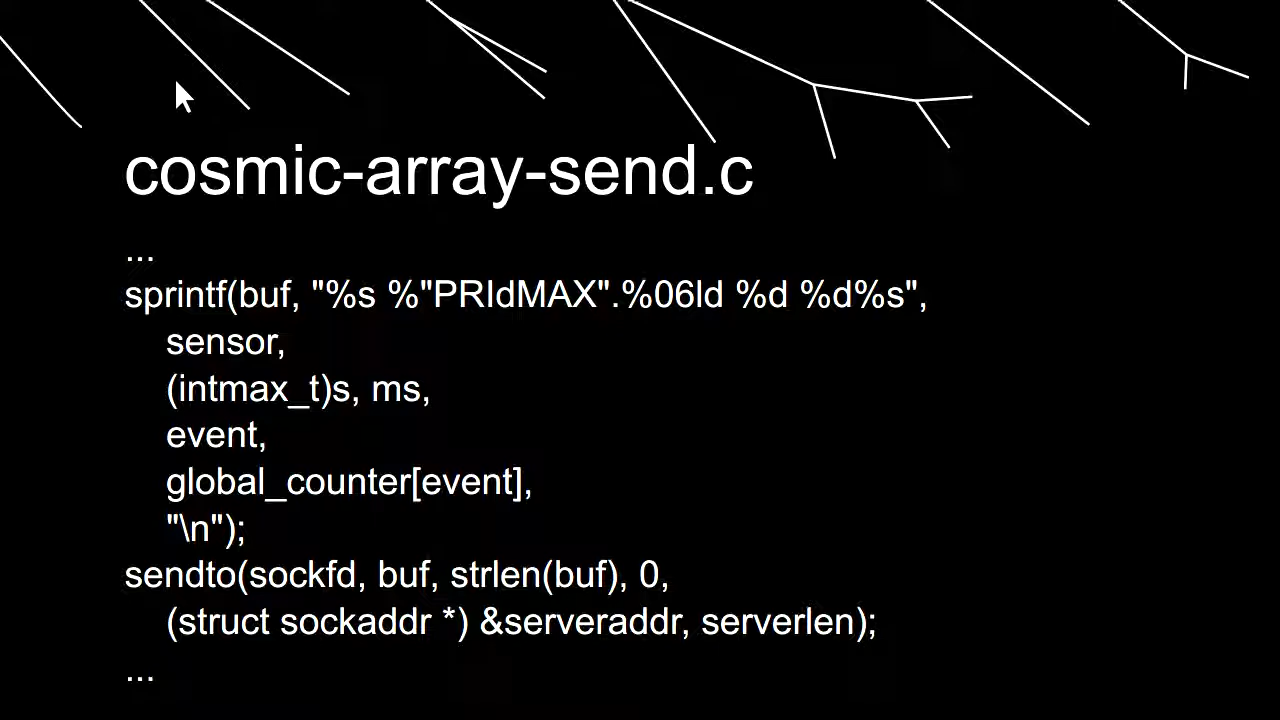 cosmic-array-send.c
...
sprintf(buf, "%s %"PRIdMAX".%06ld %d %d%s",
sensor,
(intmax_t)s, ms,
event,
global_counter[event],
"\n");
sendto(sockfd, buf, strlen(buf), 0,
(struct sockaddr *) &serveraddr, serverlen);
...